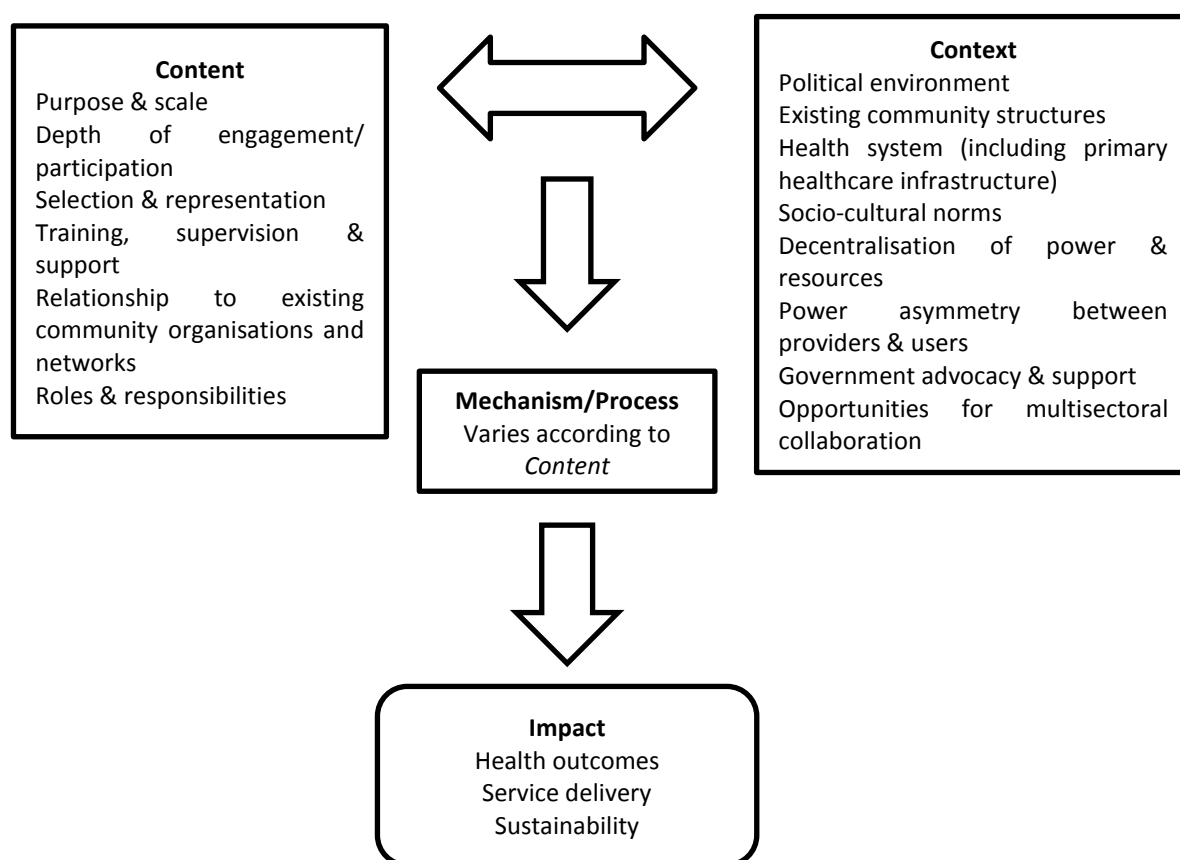 Content
Purpose & scale
Depth of engagement/
participation
Selection & representation
Training, supervision &
support
Relationship to existing
community organisations and
networks
Roles & responsibilities
Context
Political environment
Existing community structures
Health system (including primary
healthcare infrastructure)
Socio-cultural norms
Decentralisation of power &
resources
Power asymmetry between
providers & users
Government advocacy & support
Opportunities for multisectoral
collaboration
Mechanism/Process
Varies according to
Content
Impact
Health outcomes
Service delivery
Sustainability